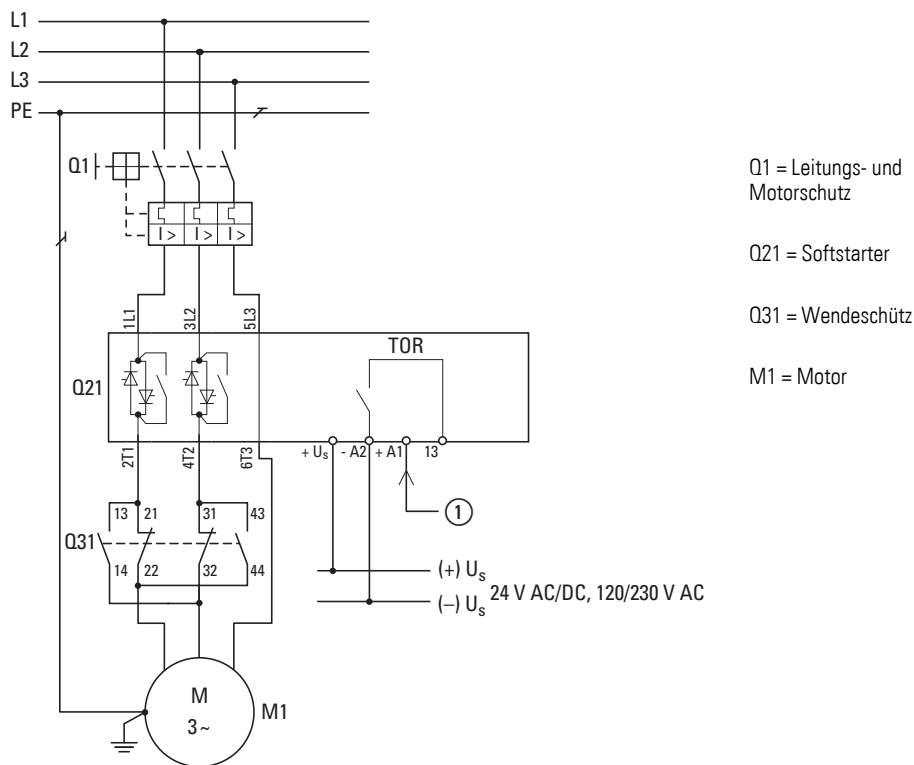 L1
L2
L3
PE
Q1
I > I > I >
Q1 = Leitungs- und
Motorschutz
Q21 = Softstarter
Q31 = Wendeschütz
M1 = Motor
1L1 3L2 5L3
TOR
Q21
2T1 4T2 6T3
+ Us - A2 + A1 13
13 21 31 43
Q31
14 22 32 44
1
(+) Us
(–) Us 24 V AC/DC, 120/230 V AC
M
3 ~
M1